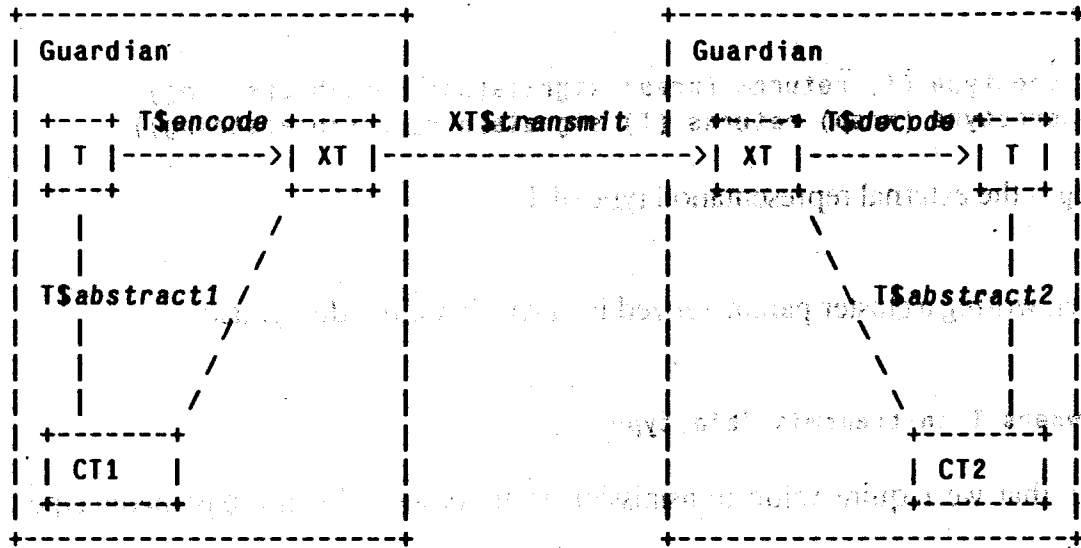 Guardian Guardian
T$encode XT$transmit T$decode
T XT XT T
T$abstract1 T$abstract2
CT1 CT2